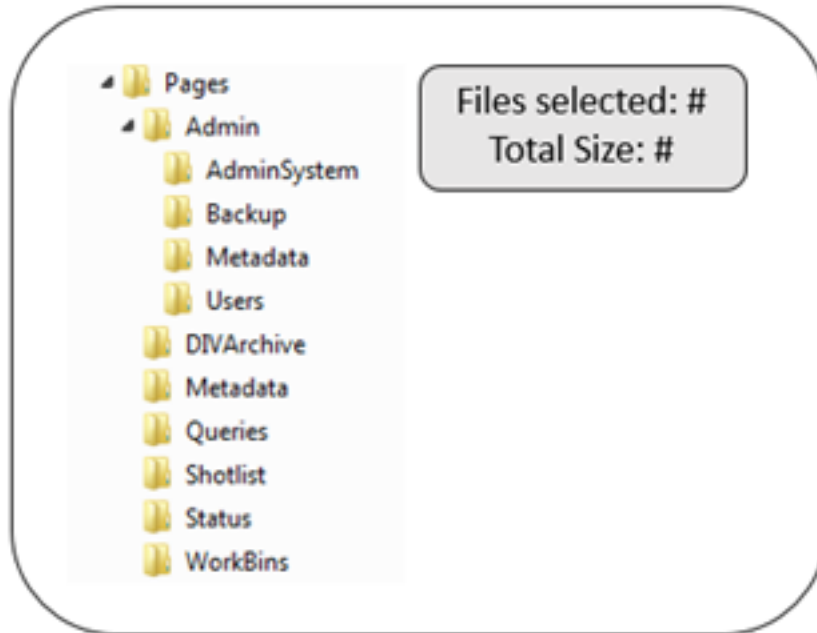 Pages
Admin
AdminSystem
Backup
Metadata
Users
DIVArchive
Metadata
Queries
Shotlist
Status
WorkBins
Files selected: #
Total Size: #